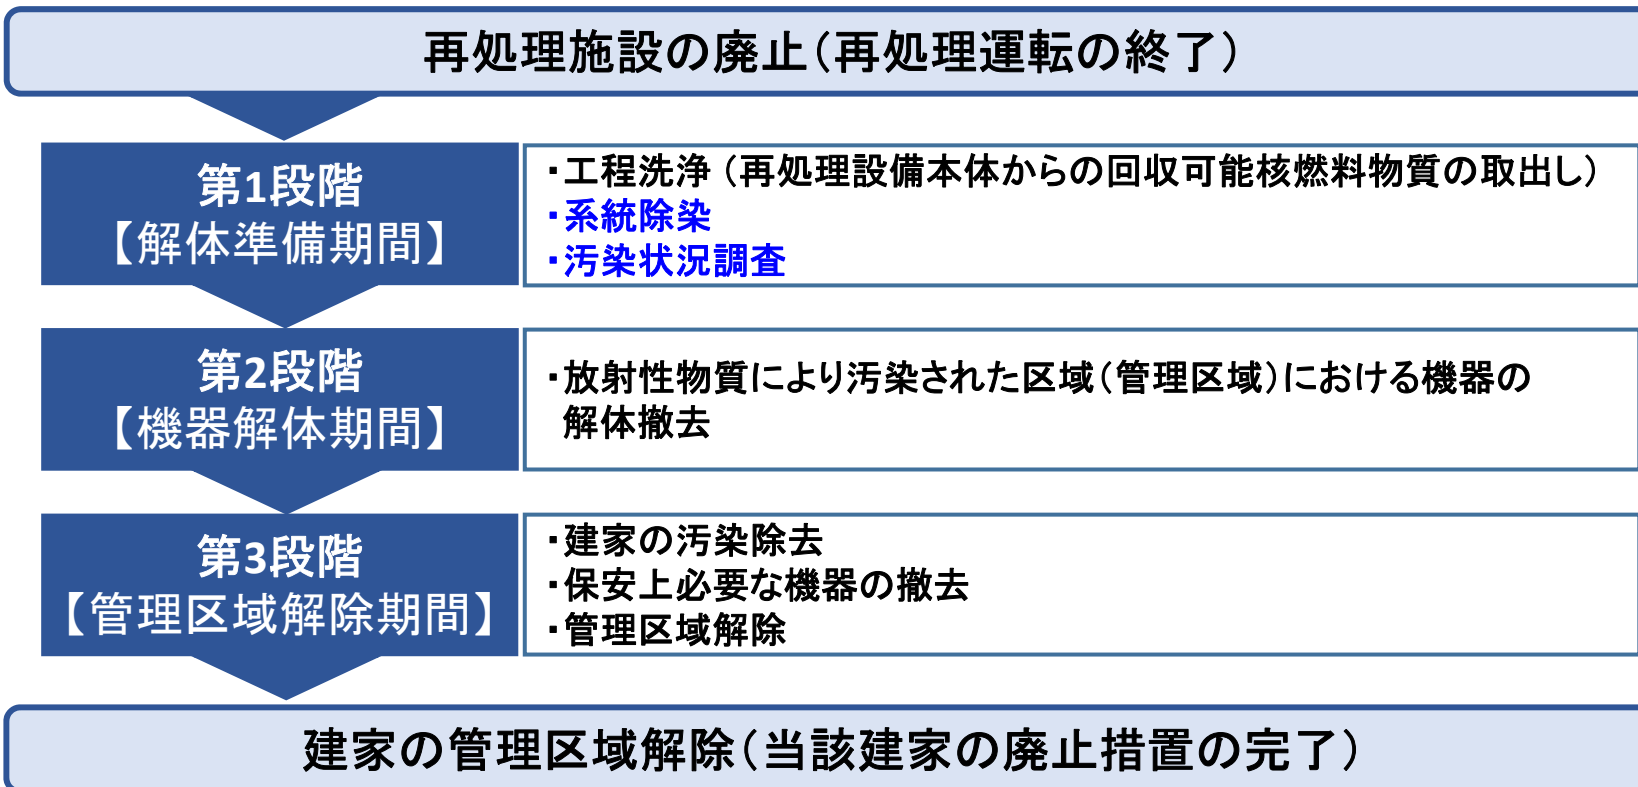 再処理施設の廃止（再処理運転の終了）
第1段階
【解体準備期間】
・工程洗浄（再処理設備本体からの回収可能核燃料物質の取出し）
・系統除染
・汚染状況調査
第2段階
【機器解体期間】
・放射性物質により汚染された区域（管理区域）における機器の
解体撤去
第3段階
【管理区域解除期間】
・建家の汚染除去
・保安上必要な機器の撤去
・管理区域解除
建家の管理区域解除（当該建家の廃止措置の完了）